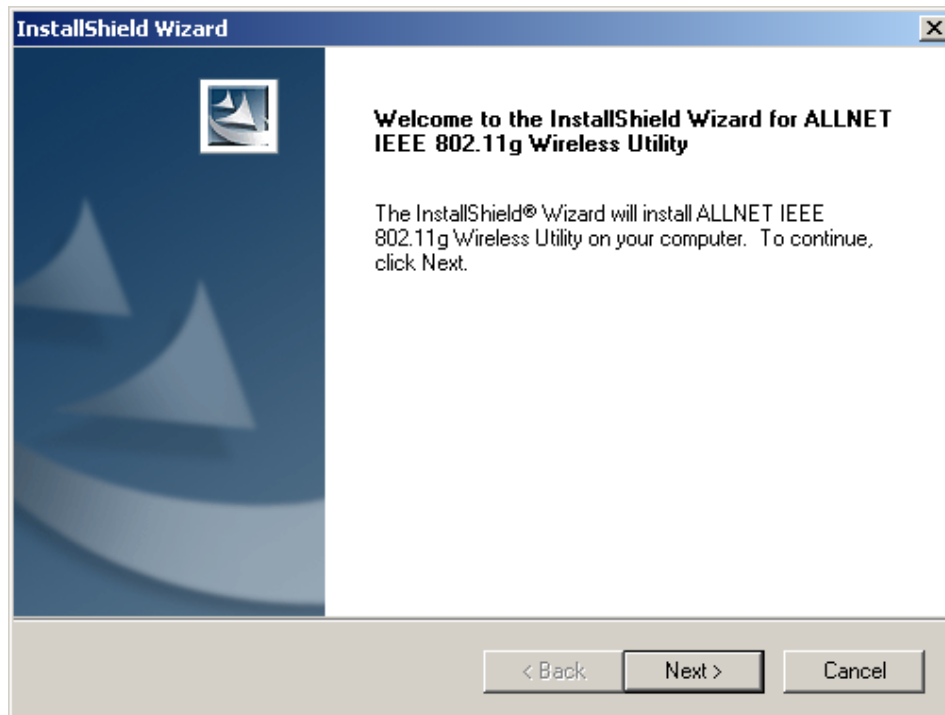 InstallShield Wizard
Welcome to the InstallShield Wizard for ALLNET
IEEE 802.11g Wireless Utility
The InstallShield® Wizard will install ALLNET IEEE
802.11g Wireless Utility on your computer.  To continue,
click Next.
< Back
Next >
Cancel